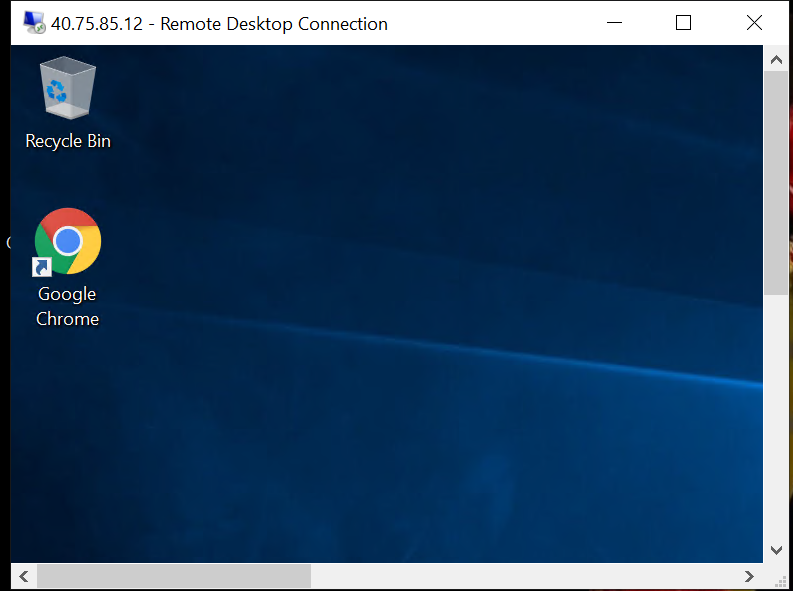 40.75.85.12 - Remote Desktop Connection
Recycle Bin
Google
Chrome